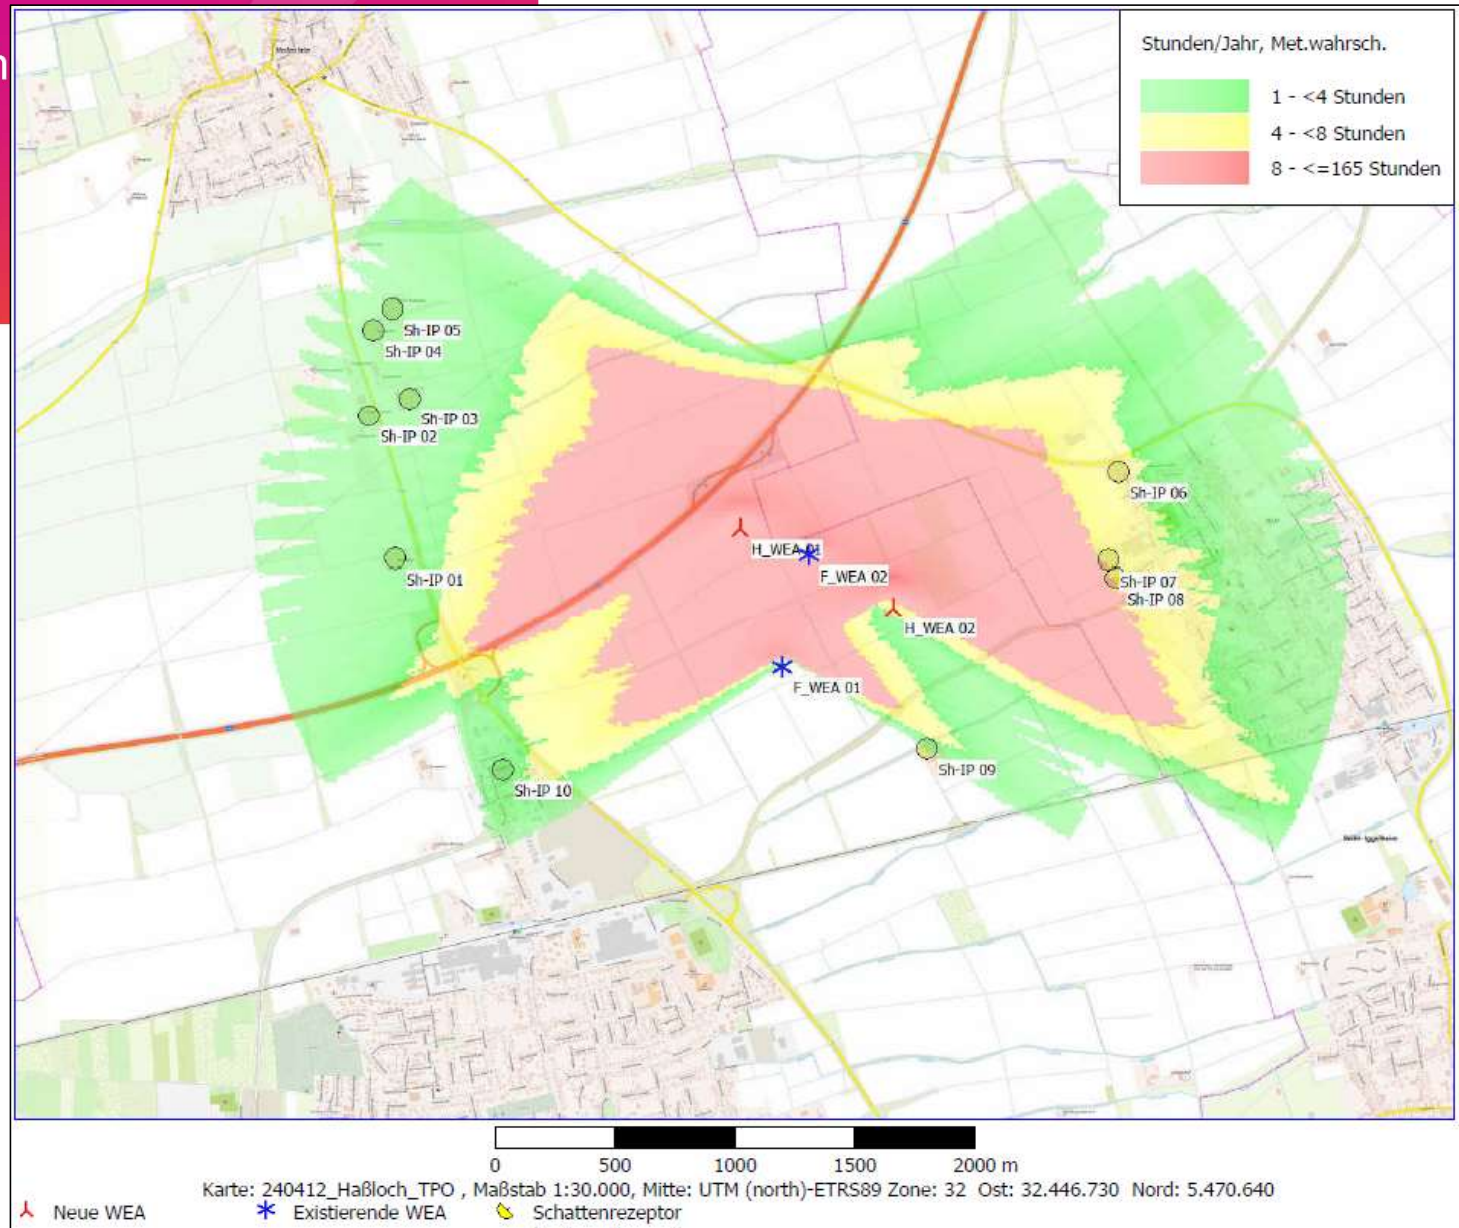 n
Stunden/Jahr, Met.wahrsch.
1 - <4 Stunden
4 - <8 Stunden
8 - <=165 Stunden
Sh-IP 05
Sh-IP 04
Sh-IP 03
Sh-IP 02
Sh-IP 06
H_WEA 01
F_WEA 02
Sh-IP 01
Sh-IP 07
Sh-IP 08
H_WEA 02
F_WEA 01
Sh-IP 09
Sh-IP 10
0 500 1000 1500 2000 m
Karte: 240412_Haßloch_TPO , Maßstab 1:30.000, Mitte: UTM (north)-ETRS89 Zone: 32 Ost: 32.446.730 Nord: 5.470.640
Neue WEA Existierende WEA Schattenrezeptor